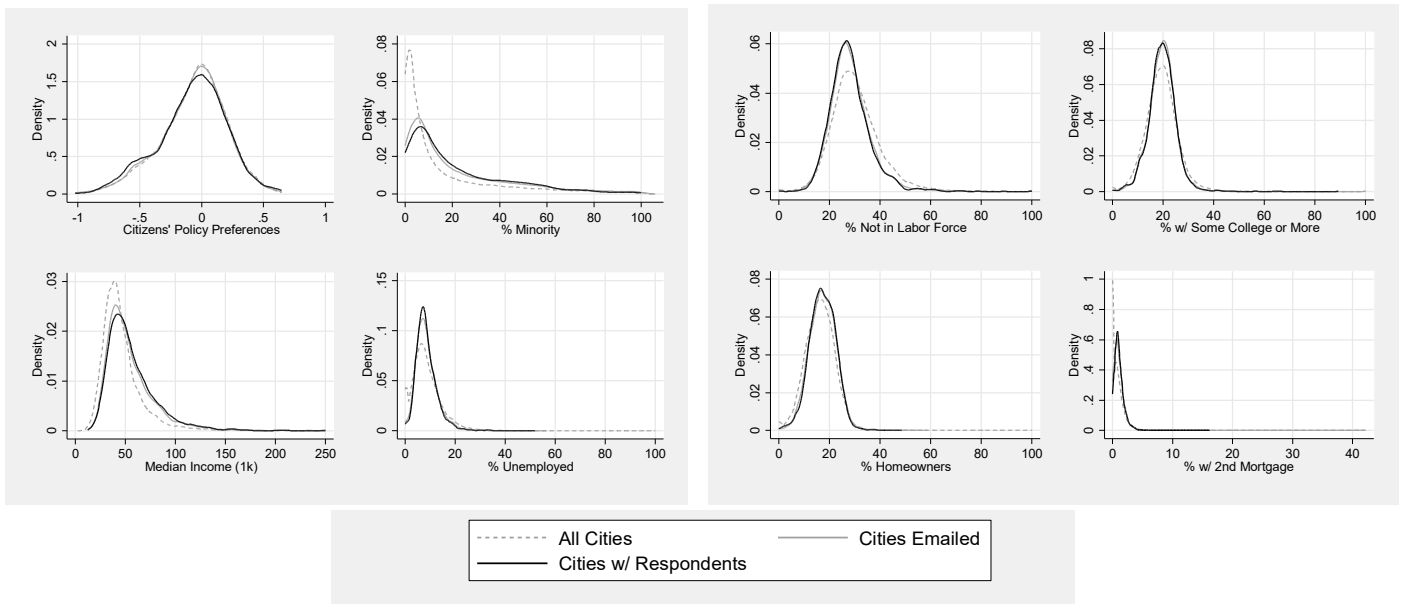 Density
0 .5 1 1.5 2
-1 -.5 0 .5 1
Citizens' Policy Preferences
Density
0 .02 .04 .06 .08
0 20 40 60 80 100
% Minority
Density
0 .01 .02 .03
0 50 100 150 200 250
Median Income (1k)
Density
0 .05 .1 .15
0 20 40 60 80 100
% Unemployed
Density
0 .02 .04 .06
0 20 40 60 80 100
% Not in Labor Force
Density
0 .02 .04 .06 .08
0 20 40 60 80 100
% w/ Some College or More
Density
0 .02 .04 .06 .08
0 20 40 60 80 100
% Homeowners
Density
0 .2 .4 .6 .8 1
0 10 20 30 40
% w/ 2nd Mortgage
All Cities
Cities Emailed
Cities w/ Respondents